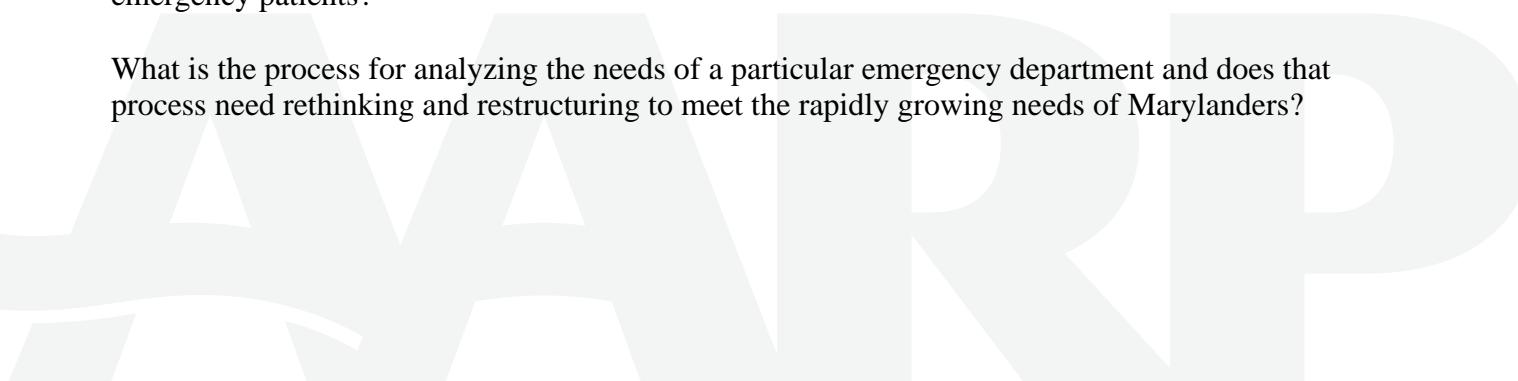 emergency patients?
What is the process for analyzing the needs of a particular emergency department and does that
process need rethinking and restructuring to meet the rapidly growing needs of Marylanders?
AARP